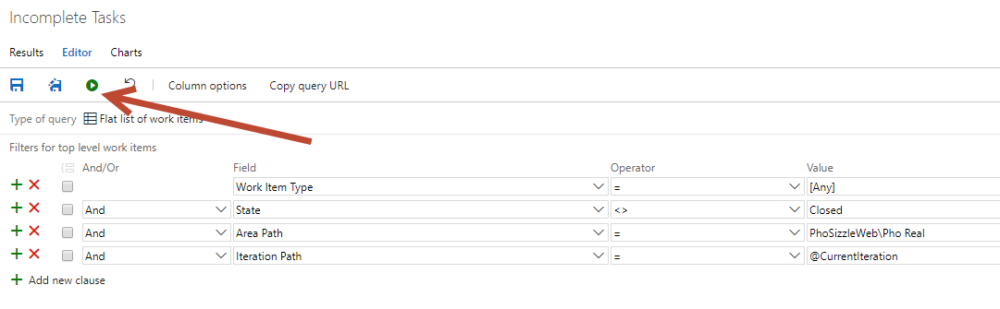 Incomplete Tasks
Results Editor Charts
Column options Copy query URL
Type of query Flat list of work items
Filters for top level work items
And/Or Field Operator Value
Work Item Type = [Any]
And State <> Closed
And Area Path = PhoSizzleWeb\Pho Real
And Iteration Path = @CurrentIteration
Add new clause